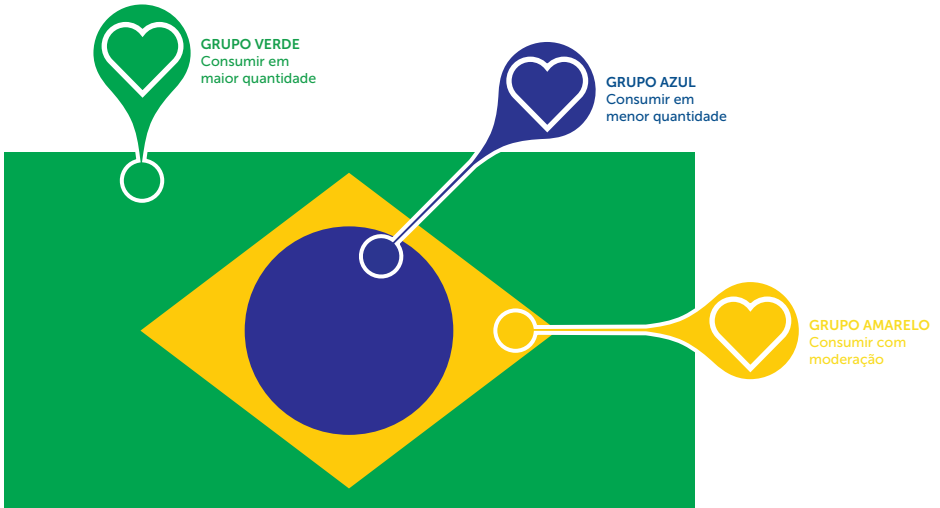 GRUPO VERDE
Consumir em
maior quantidade
GRUPO AZUL
Consumir em
menor quantidade
GRUPO AMARELO
Consumir com
moderação